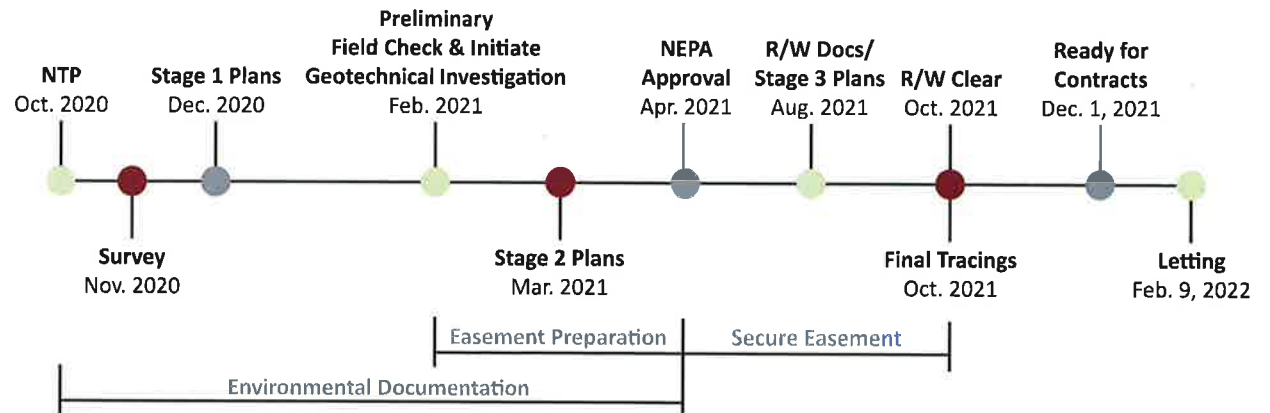 NTP
Oct. 2020
Stage 1 Plans
Dec. 2020
Preliminary
Field Check & Initiate
Geotechnical Investigation
Feb. 2021
NEPA
Approval
Apr. 2021
R/W Docs/
Stage 3 Plans
Aug. 2021
R/W Clear
Oct. 2021
Ready for
Contracts
Dec. 1, 2021
Survey
Nov. 2020
Stage 2 Plans
Mar. 2021
Final Tracings
Oct. 2021
Letting
Feb. 9, 2022
Easement Preparation
Secure Easement
Environmental Documentation